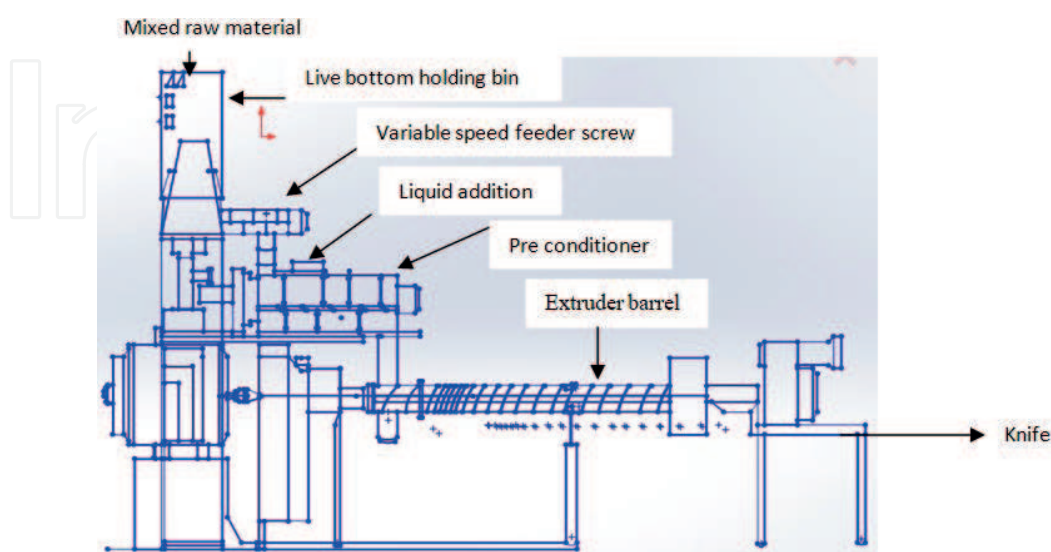 Mixed raw material
Live bottom holding bin
Variable speed feeder screw
Liquid addition
Pre conditioner
Extruder barrel
Knife